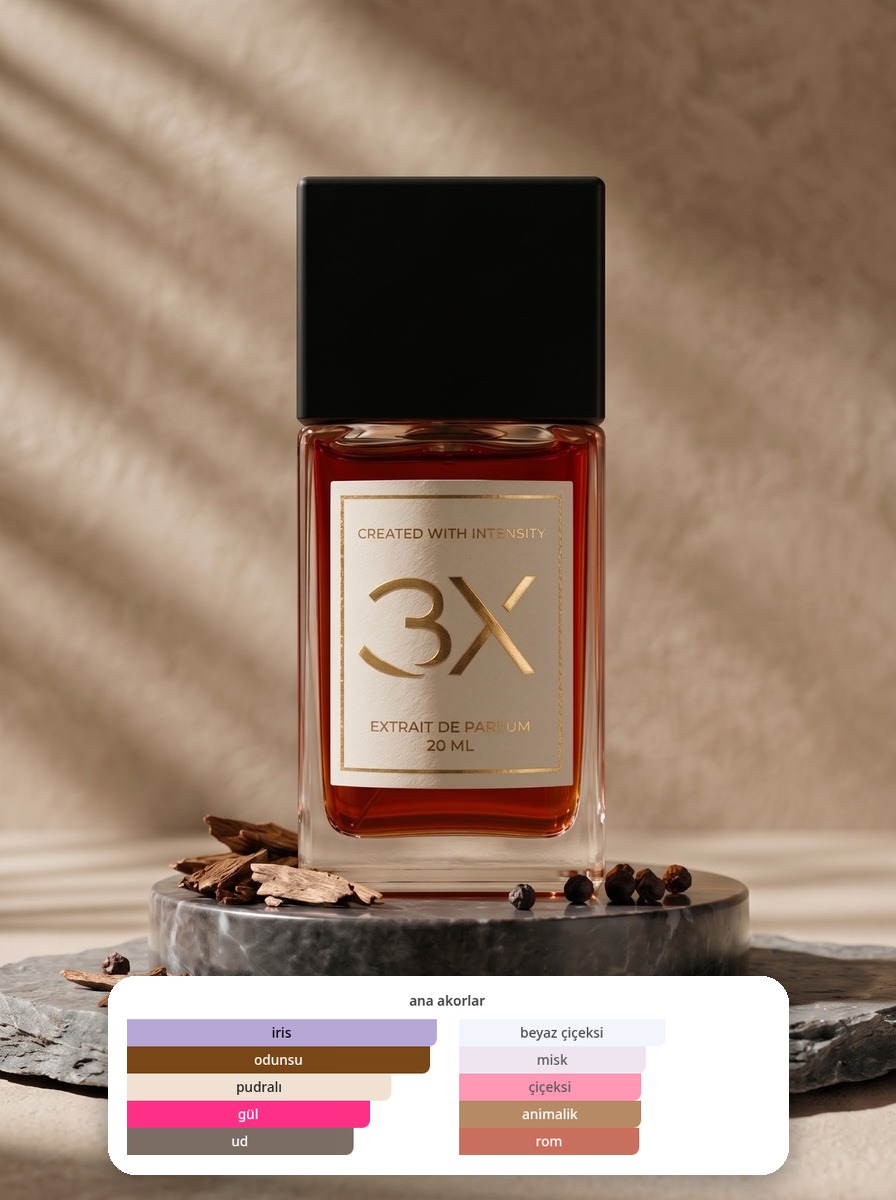 CREATED WITH INTENSITY
3X
EXTRAIT DE PARFUM
20 ML
ana akorlar
iris
odunsu
pudralı
gül
ud
beyaz çiçeksi
misk
çiçeksi
animalik
rom